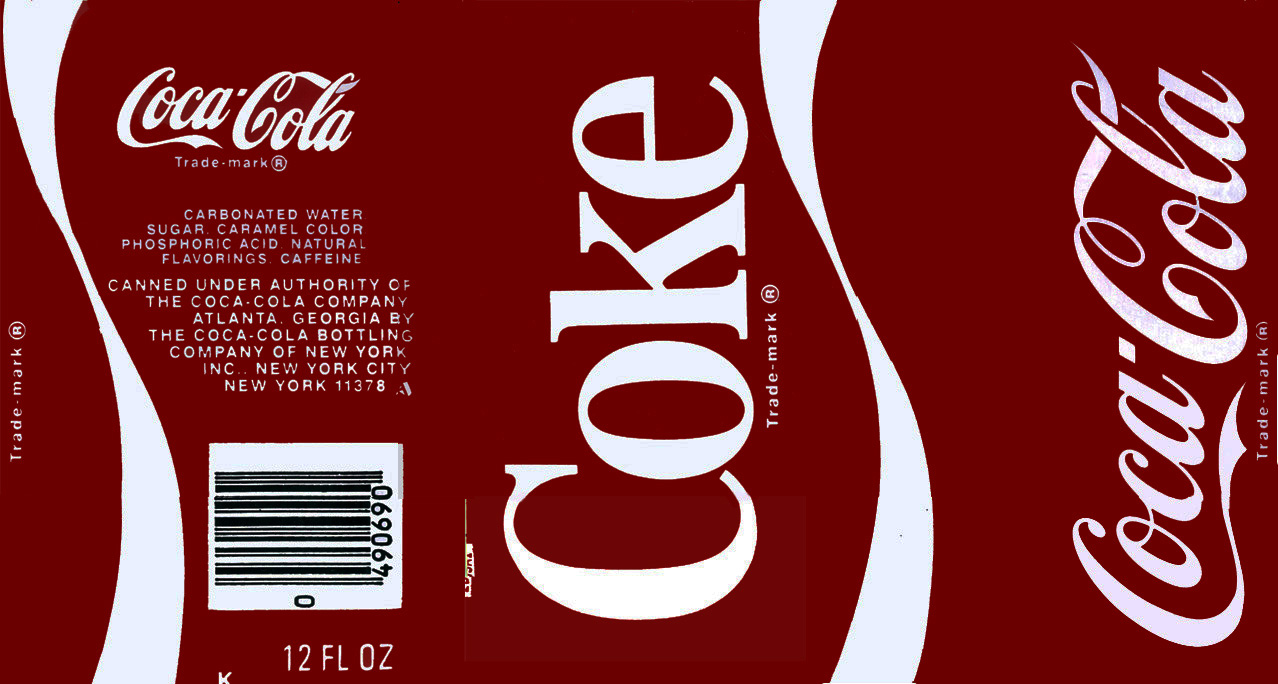 Trade-mark ®
Coca-Cola
Trade-mark ®
CARBONATED WATER
SUGAR, CARAMEL COLOR
PHOSPHORIC ACID, NATURAL
FLAVORINGS, CAFFEINE
CANNED UNDER AUTHORITY OF
THE COCA-COLA COMPANY
ATLANTA, GEORGIA BY
THE COCA-COLA BOTTLING
COMPANY OF NEW YORK
INC., NEW YORK CITY
NEW YORK 11378
0
490690
12 FL OZ
K
Coke
Trade-mark ®
Coca-Cola
Trade-mark ®